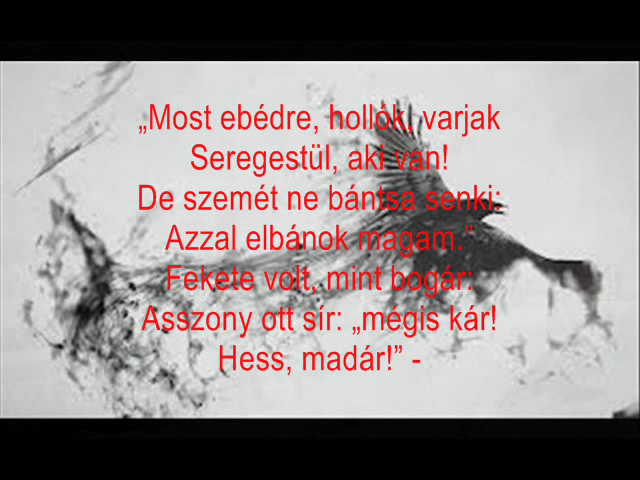 „Most ebédre, hollók, varjak
Seregestül, aki van!
De szemét ne bántsa senki:
Azzal elbánok magam.”
Fekete volt, mint bogár:
Asszony ott sír: „mégis kár!
Hess, madár!” -